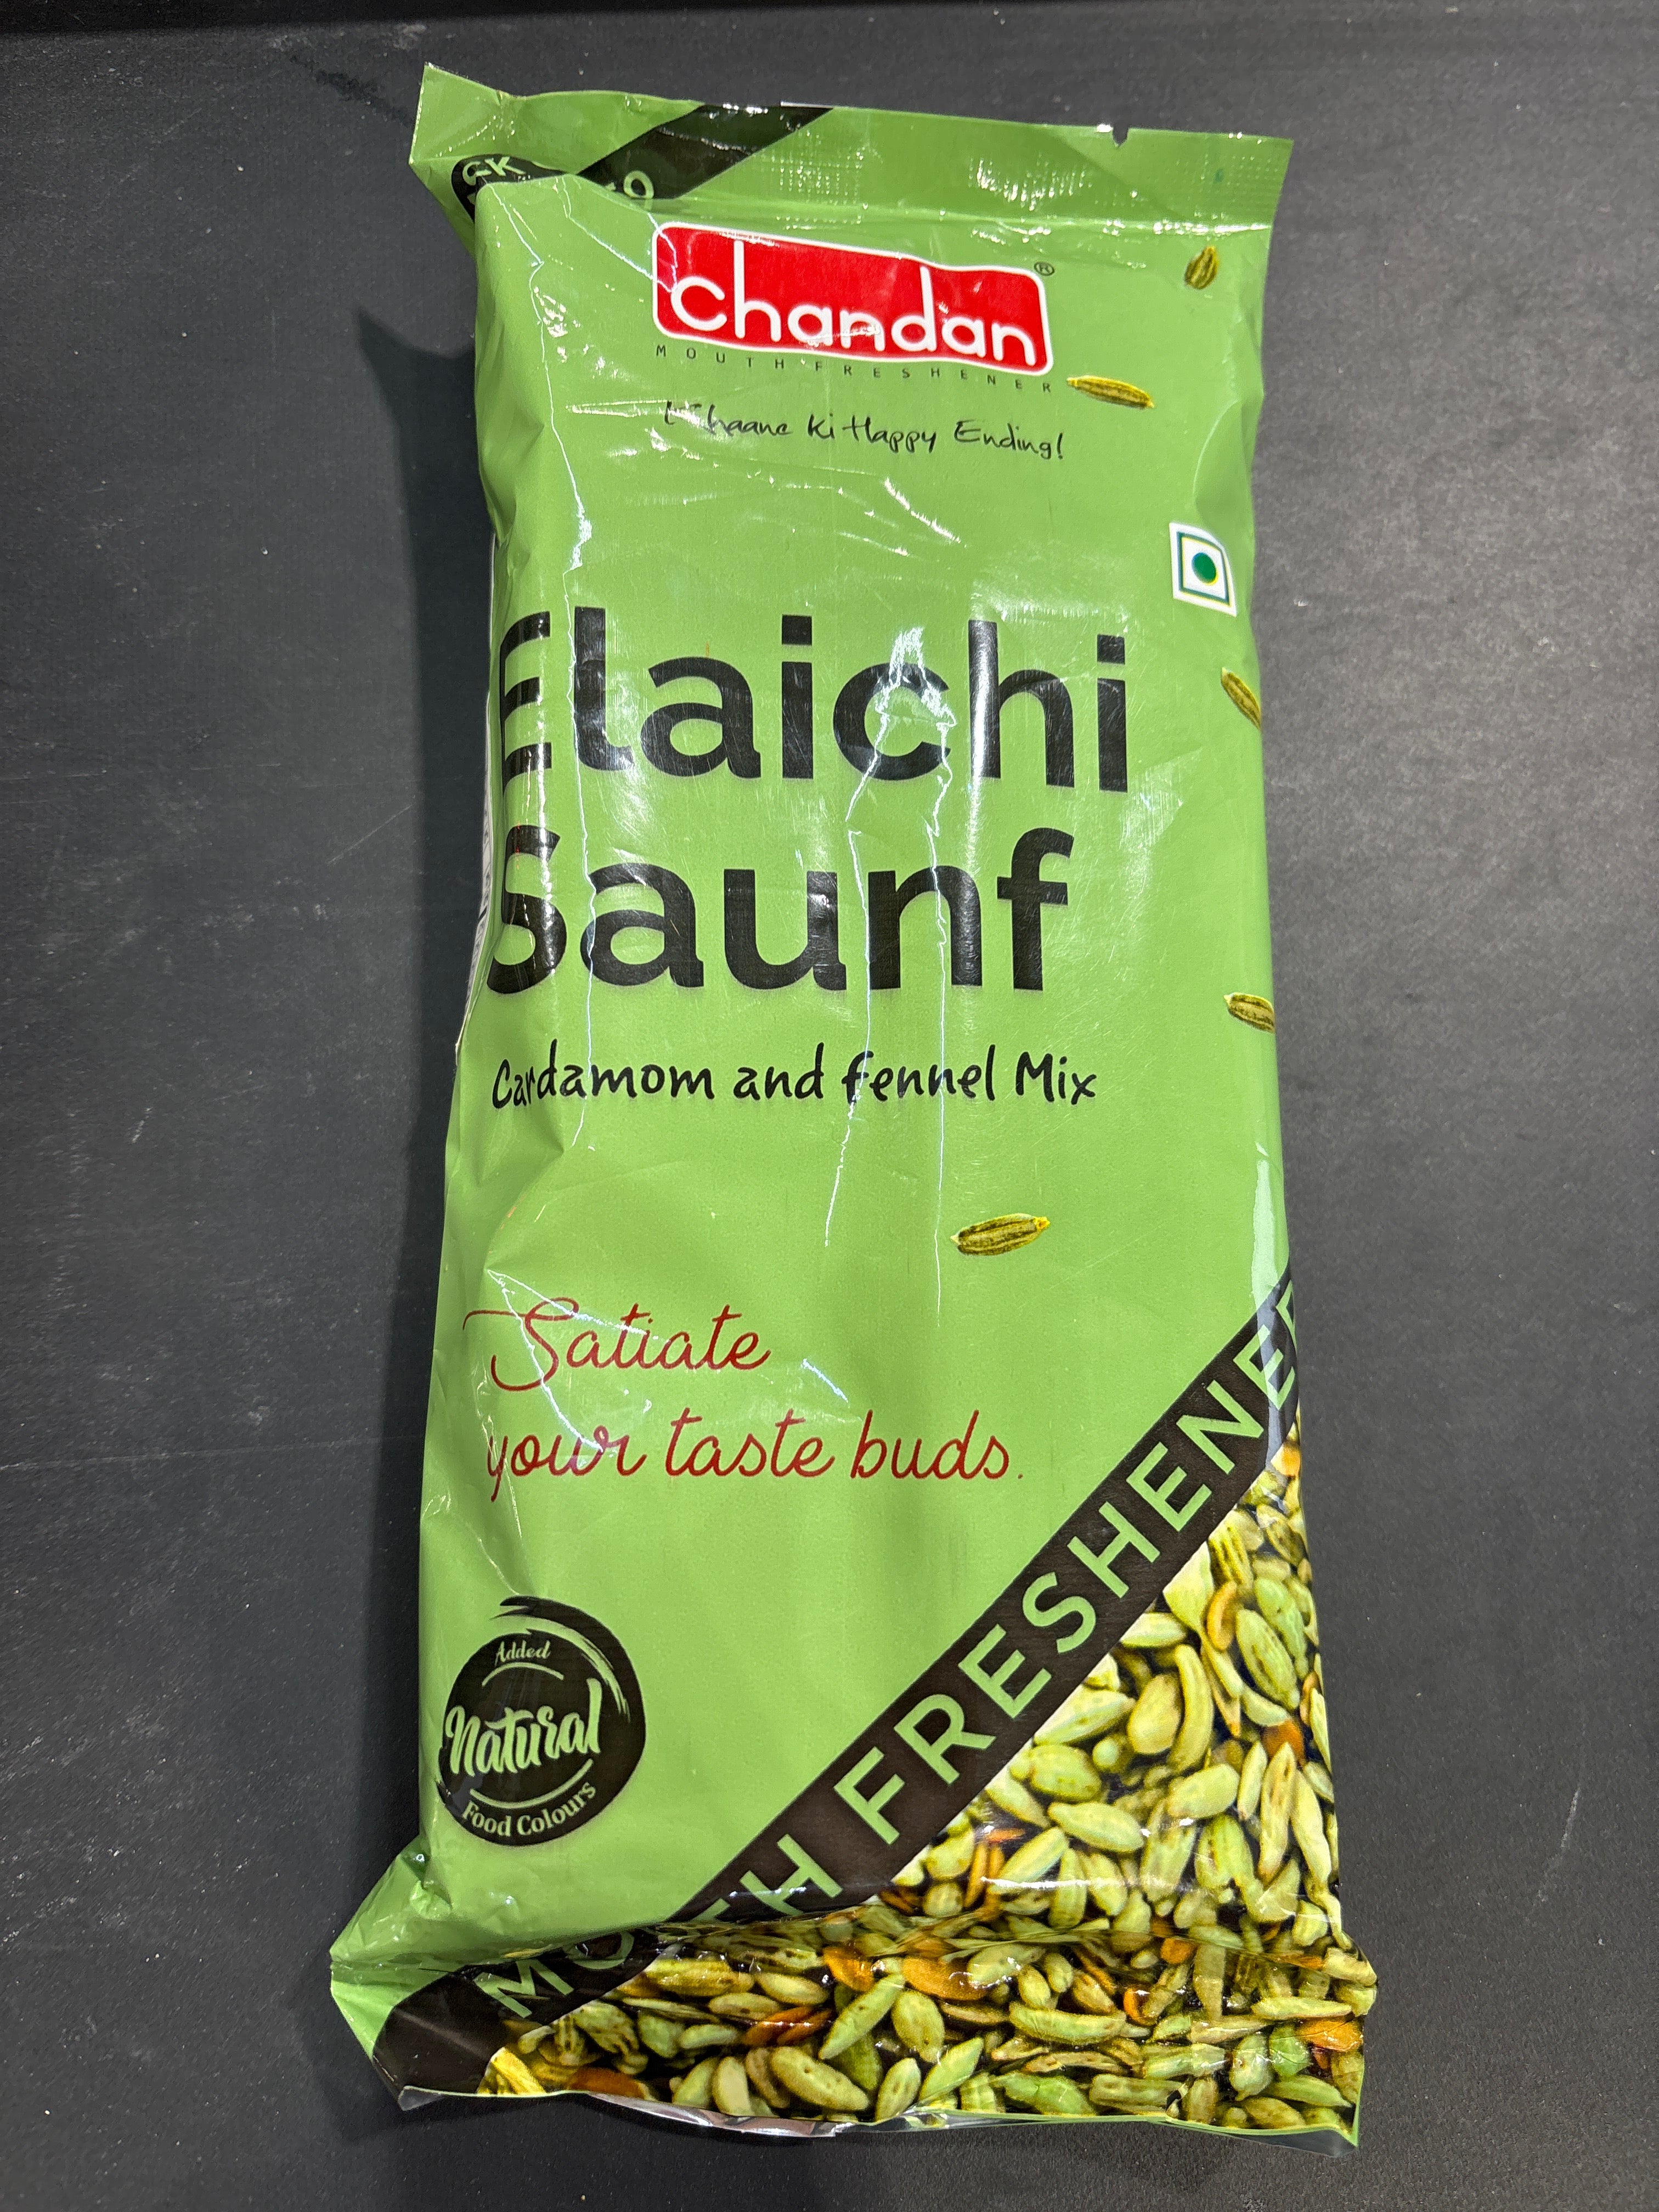 chandan®
MOUTH FRESHENER
Khaane Ki Happy Ending!
Elaichi
Saunf
Cardamom and fennel Mix
Satiate
your taste buds.
Added
Natural
Food Colours
MOUTH FRESHENER